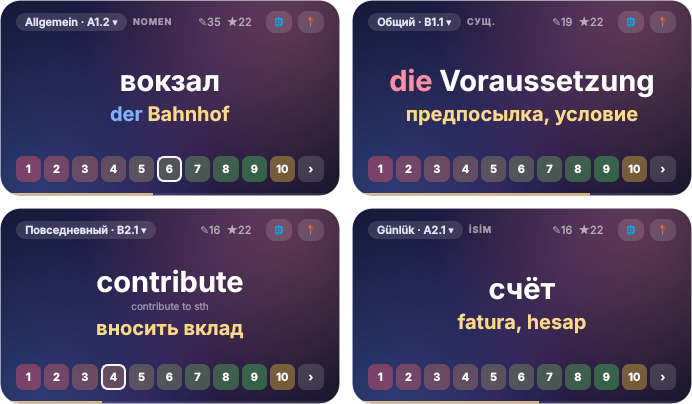 Allgemein · A1.2 ▾ NOMEN ✎35 ★22
вокзал
der Bahnhof
1 2 3 4 5 6 7 8 9 10 ›
Общий · B1.1 ▾ СУЩ. ✎19 ★22
die Voraussetzung
предпосылка, условие
1 2 3 4 5 6 7 8 9 10 ›
Повседневный · B2.1 ▾ ✎16 ★22
contribute
contribute to sth
вносить вклад
1 2 3 4 5 6 7 8 9 10 ›
Günlük · A2.1 ▾ İSİM ✎16 ★22
счёт
fatura, hesap
1 2 3 4 5 6 7 8 9 10 ›